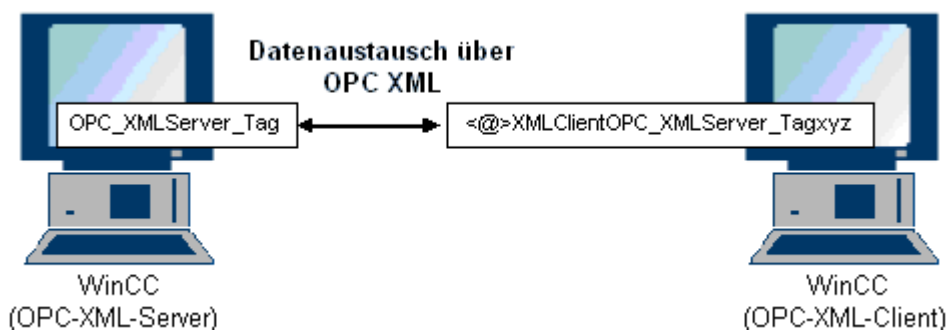 Datenaustausch über
OPC XML
OPC_XMLServer_Tag
<@>XMLClientOPC_XMLServer_Tagxyz
WinCC
(OPC-XML-Server)
WinCC
(OPC-XML-Client)